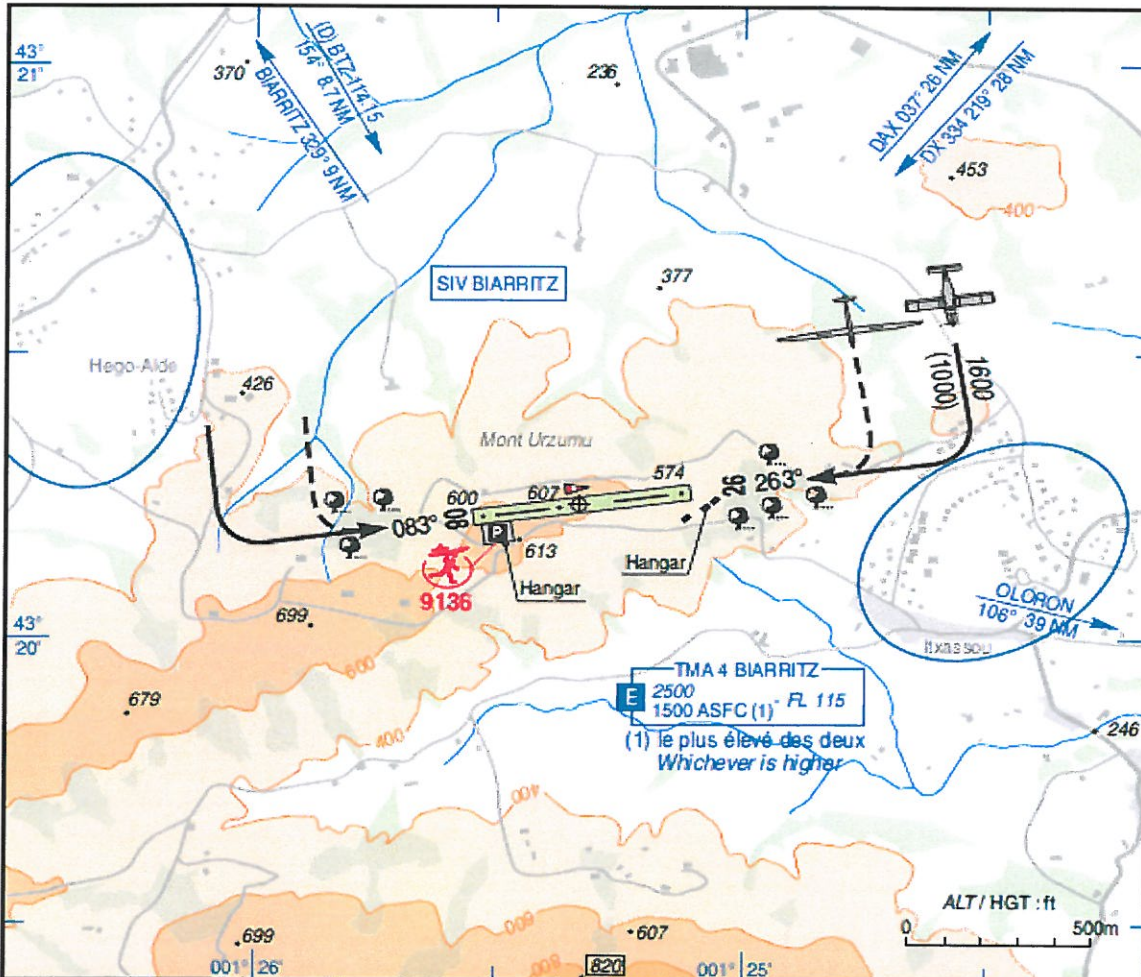 43°
21'
370
(D) BTZ-114.15
154° 8.7 NM
BIARRITZ 329° 9 NM
236
DAX 037° 26 NM
DX 334 219° 28 NM
453
400
SIV BIARRITZ
377
Hego-Alde
426
1600
(1000)
Mont Urzumu
574
600
607
26
263°
083°
08
P
613
Hangar
Hangar
9136
699
43°
20'
600
OLORON
106° 39 NM
Itxassou
679
TMA 4 BIARRITZ
E
2500
1500 ASFC (1)
FL 115
(1) le plus élevé des deux
Whichever is higher
246
400
400
ALT / HGT : ft
0 500m
600
699
607
800
820
001° 26'
001° 25'